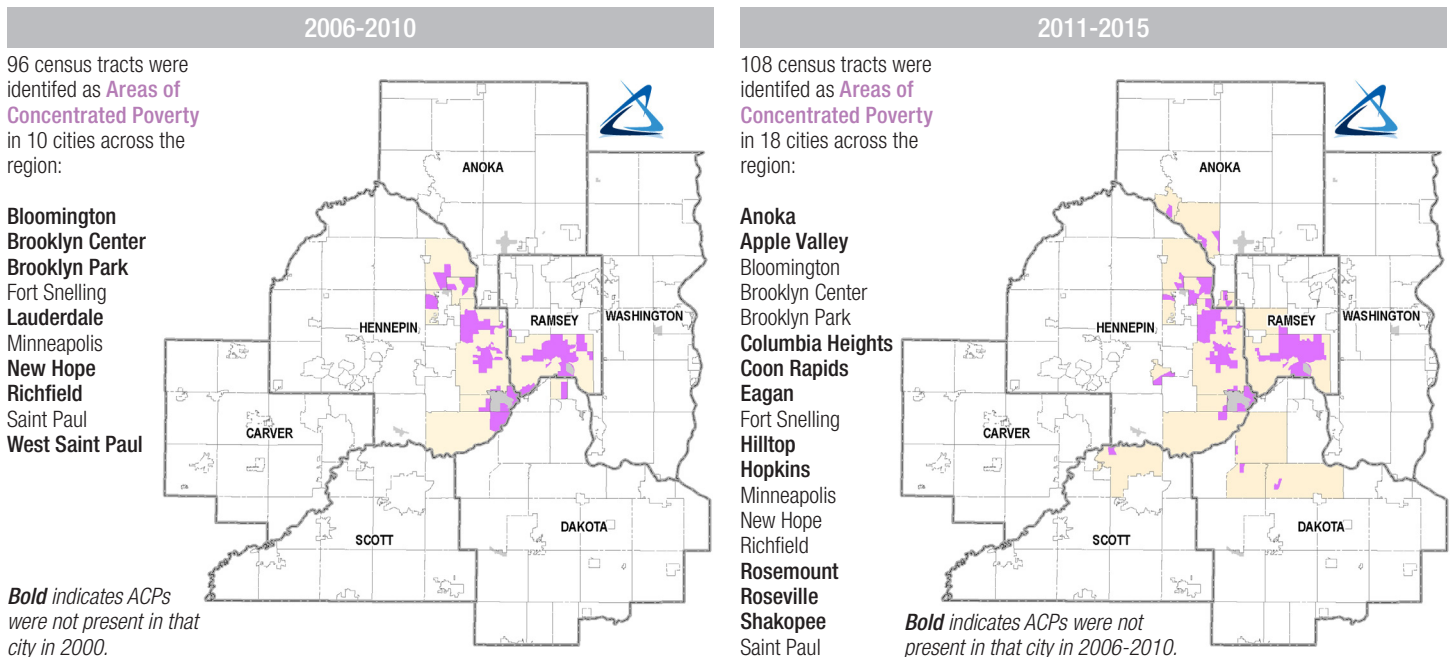 2006-2010
96 census tracts were
identifed as Areas of
Concentrated Poverty
in 10 cities across the
region:
Bloomington
Brooklyn Center
Brooklyn Park
Fort Snelling
Lauderdale
Minneapolis
New Hope
Richfield
Saint Paul
West Saint Paul
Bold indicates ACPs
were not present in that
city in 2000.
ANOKA
HENNEPIN
RAMSEY
WASHINGTON
CARVER
SCOTT
DAKOTA
2011-2015
108 census tracts were
identifed as Areas of
Concentrated Poverty
in 18 cities across the
region:
Anoka
Apple Valley
Bloomington
Brooklyn Center
Brooklyn Park
Columbia Heights
Coon Rapids
Eagan
Fort Snelling
Hilltop
Hopkins
Minneapolis
New Hope
Richfield
Rosemount
Roseville
Shakopee
Saint Paul
ANOKA
HENNEPIN
RAMSEY
WASHINGTON
CARVER
SCOTT
DAKOTA
Bold indicates ACPs were not
present in that city in 2006-2010.